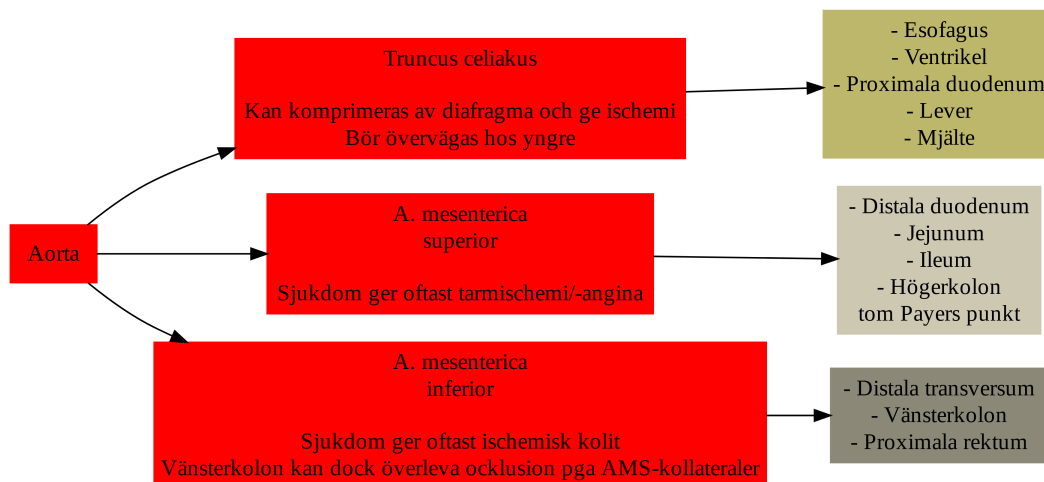 Aorta
Truncus celiakus
Kan komprimeras av diafragma och ge ischemi
Bör övervägas hos yngre
- Esofagus
- Ventrikel
- Proximala duodenum
- Lever
- Mjälte
A. mesenterica
superior
Sjukdom ger oftast tarmischemi/-angina
- Distala duodenum
- Jejunum
- Ileum
- Högerkolon
tom Payers punkt
A. mesenterica
inferior
Sjukdom ger oftast ischemisk kolit
Vänsterkolon kan dock överleva ocklusion pga AMS-kollateraler
- Distala transversum
- Vänsterkolon
- Proximala rektum